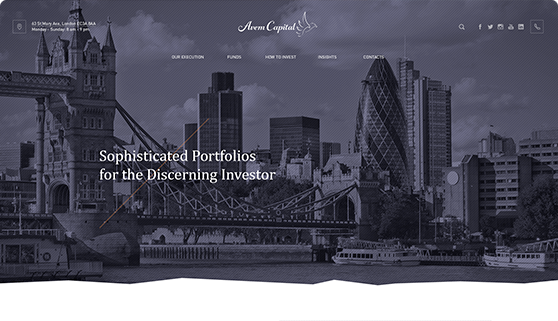 63 St.Mary Axe, London EC3A 8AA
Monday - Sunday: 8 am - 9 pm
Avem Capital
OUR EXECUTION FUNDS HOW TO INVEST INSIGHTS CONTACTS
Sophisticated Portfolios
for the Discerning Investor